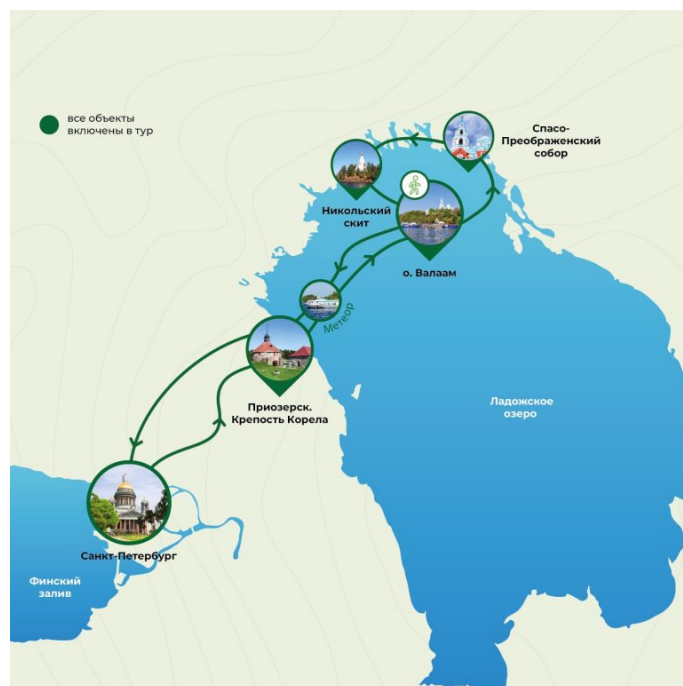 все объекты
включены в тур
Спасо-
Преображенский
собор
Никольский
скит
о. Валаам
Метеор
Приозерск.
Крепость Корела
Ладожское
озеро
Санкт-Петербург
Финский
залив